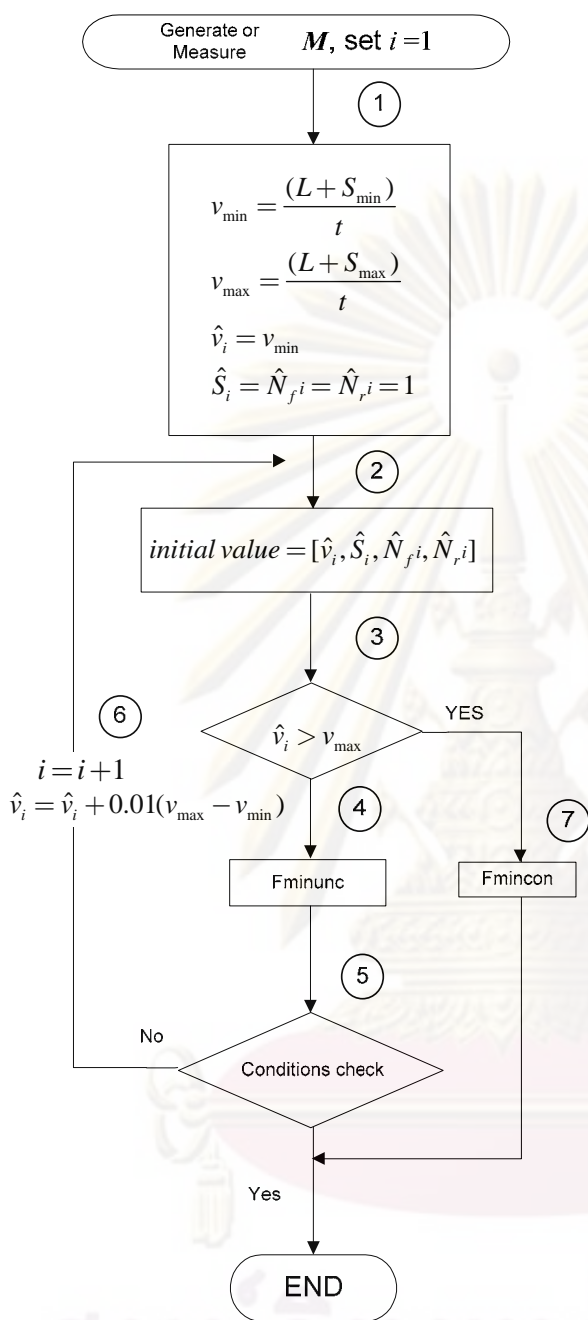 Generate or
Measure M, set i =1
1
v_min = (L + S_min) / t
v_max = (L + S_max) / t
v̂_i = v_min
Ŝ_i = N̂_f^i = N̂_r^i = 1
2
initial value = [v̂_i, Ŝ_i, N̂_f^i, N̂_r^i]
3
v̂_i > v_max
YES
6
i = i + 1
v̂_i = v̂_i + 0.01(v_max − v_min)
4
7
Fminunc
Fmincon
5
No
Conditions check
Yes
END